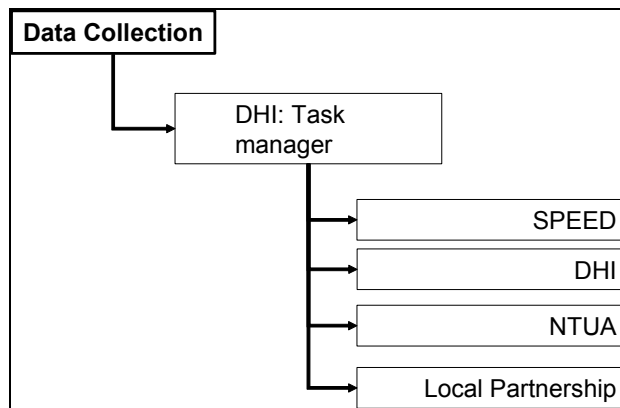 Data Collection
DHI: Task
manager
SPEED
DHI
NTUA
Local Partnership